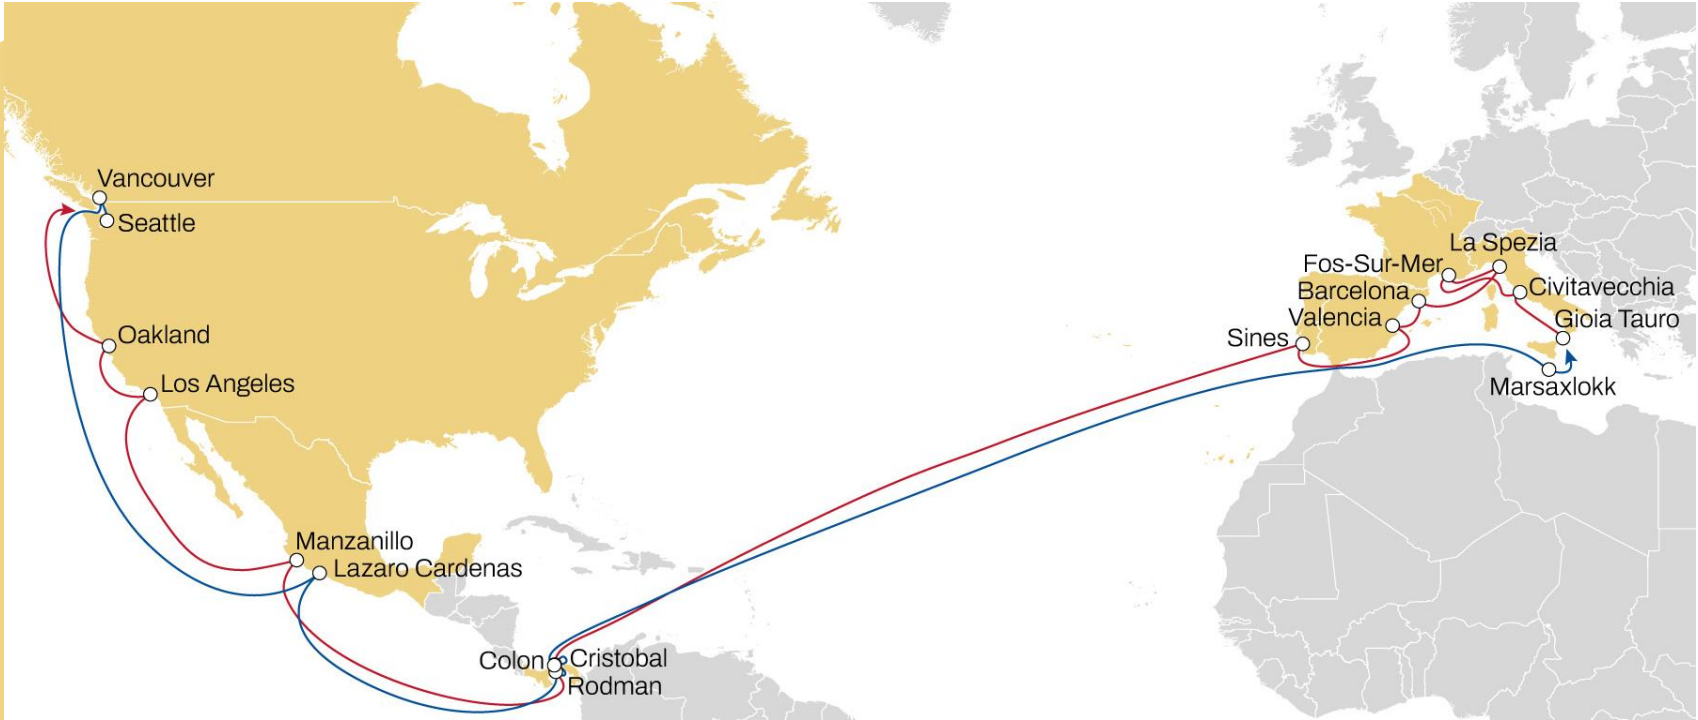 Vancouver
Seattle
La Spezia
Fos-Sur-Mer
Civitavecchia
Barcelona
Valencia
Gioia Tauro
Sines
Oakland
Los Angeles
Marsaxlokk
Manzanillo
Lazaro Cardenas
Colon
Cristobal
Rodman